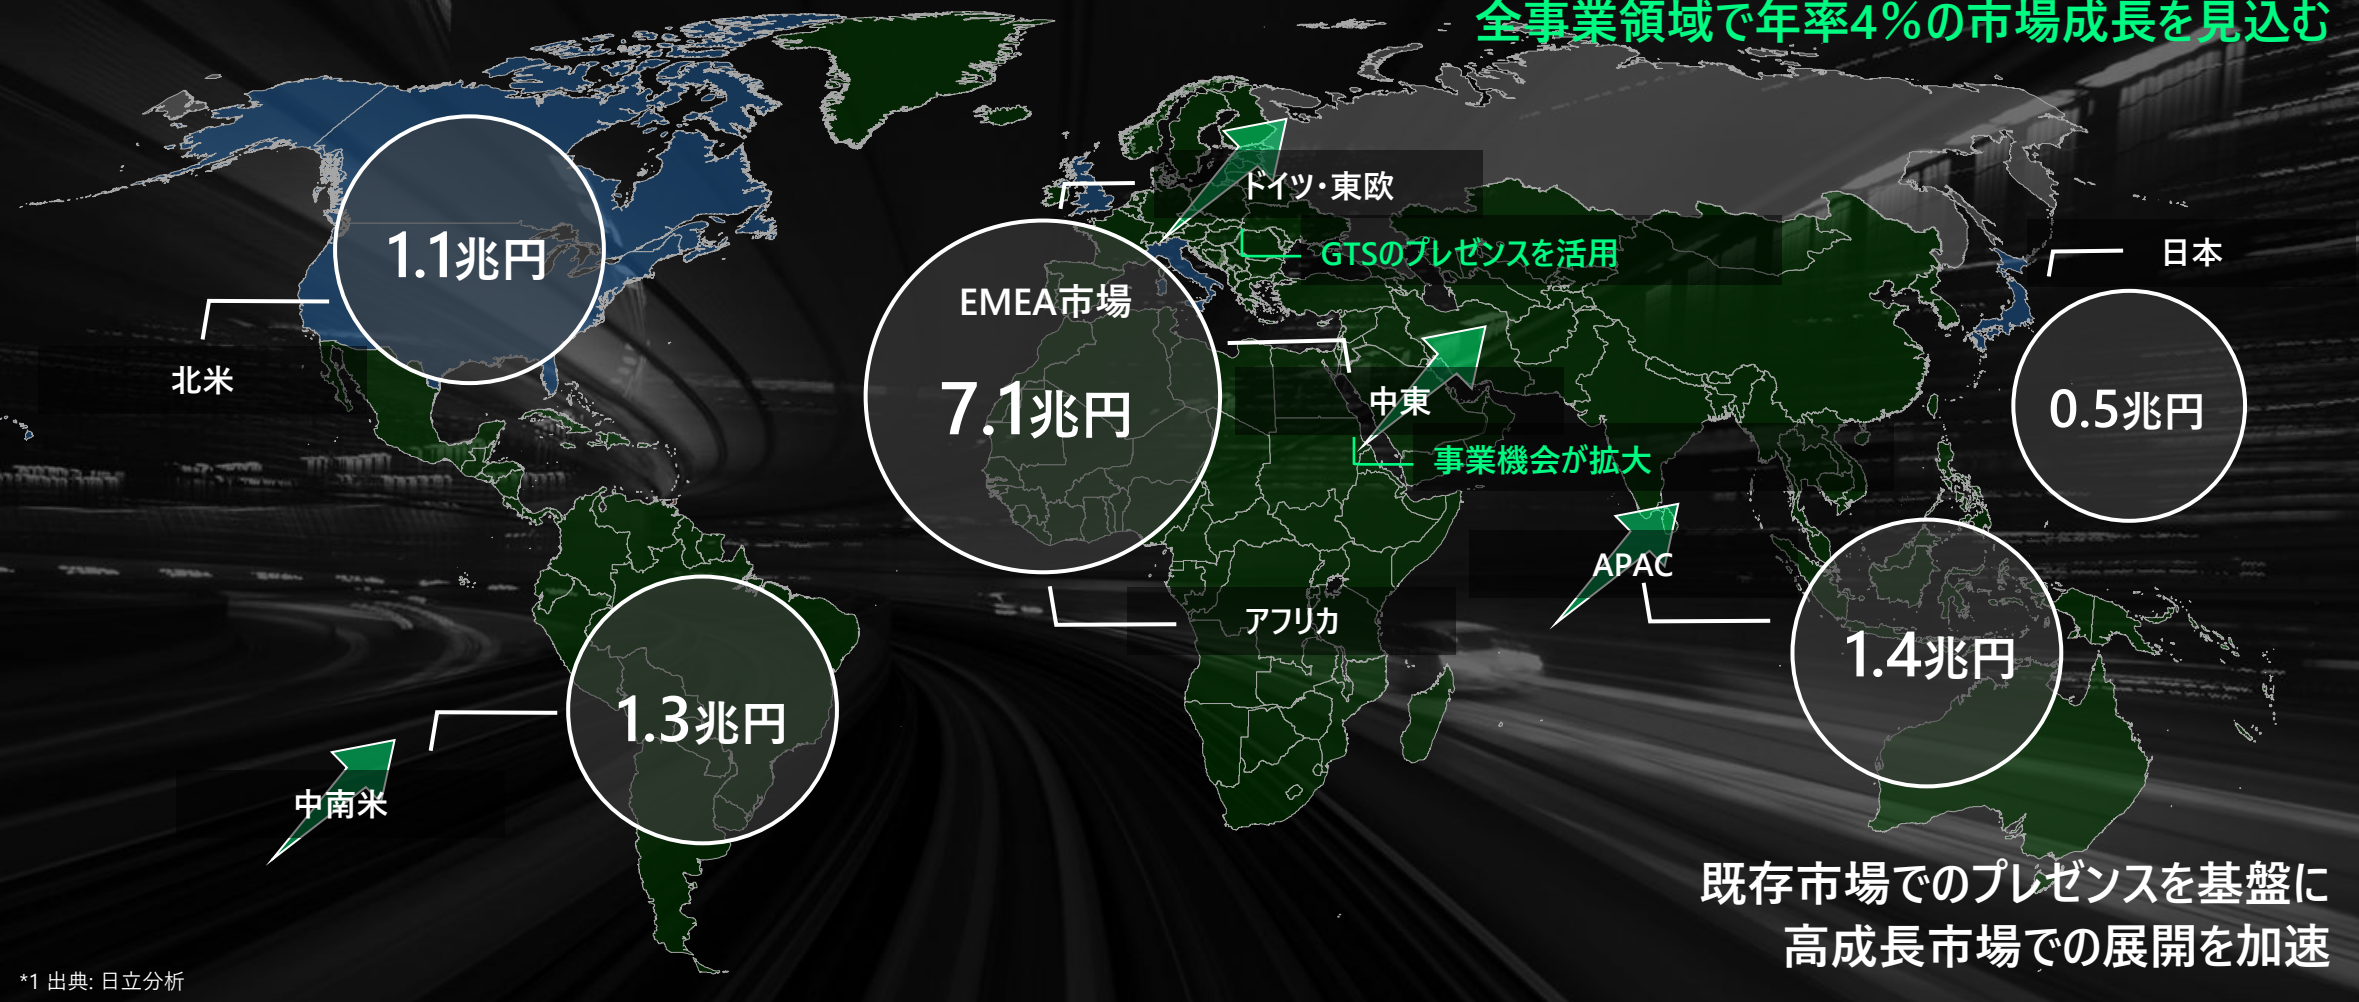 全事業領域で年率4%の市場成長を見込む
ドイツ・東欧
GTSのプレゼンスを活用
日本
1.1兆円
EMEA市場
北米
7.1兆円
中東
0.5兆円
事業機会が拡大
APAC
アフリカ
1.4兆円
1.3兆円
中南米
既存市場でのプレゼンスを基盤に
高成長市場での展開を加速
*1 出典: 日立分析